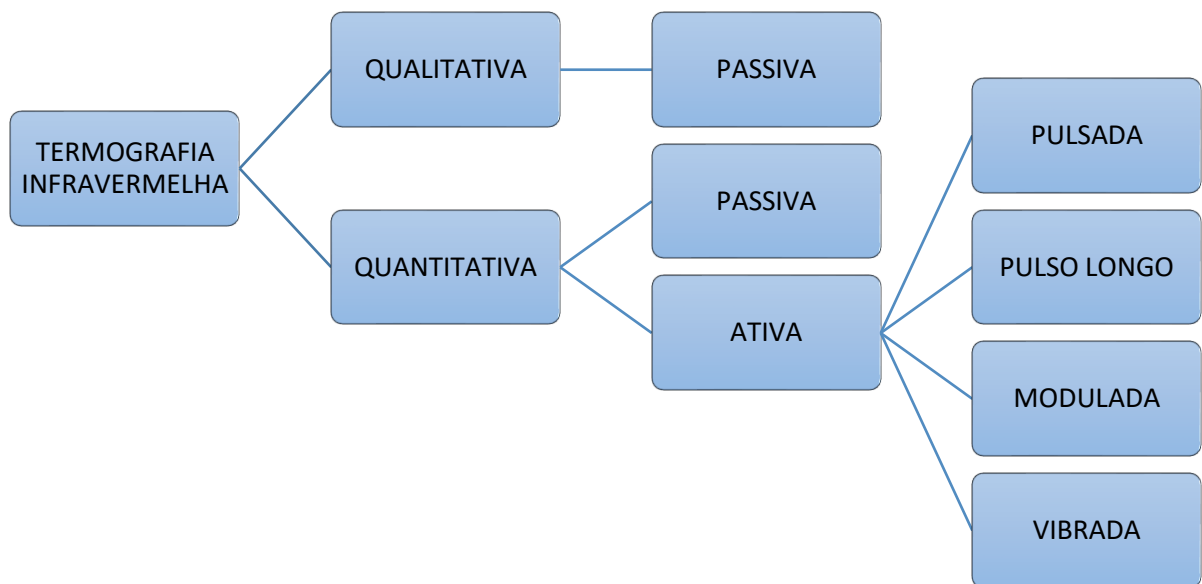 TERMOGRAFIA
INFRAVERMELHA
QUALITATIVA
QUANTITATIVA
PASSIVA
PASSIVA
ATIVA
PULSADA
PULSO LONGO
MODULADA
VIBRADA